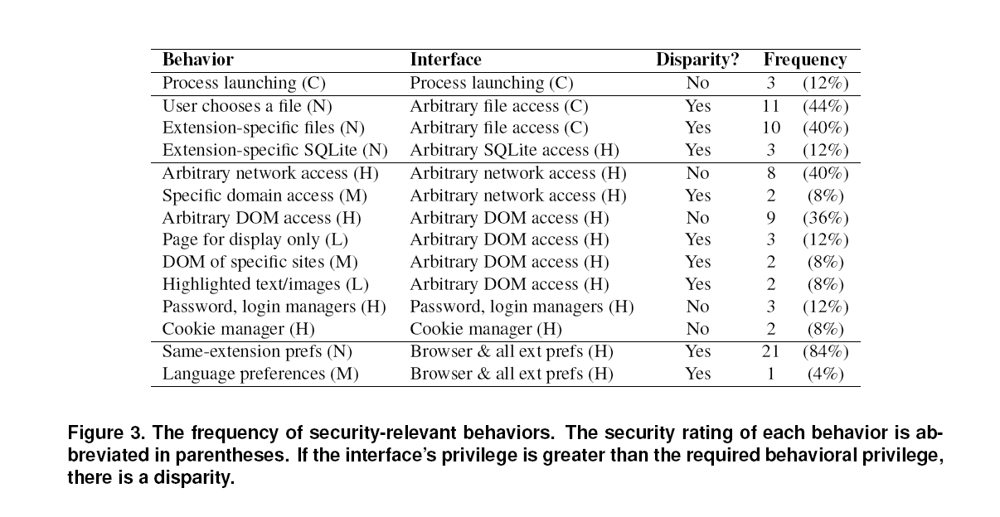 Behavior Interface Disparity? Frequency
Process launching (C) Process launching (C) No 3 (12%)
User chooses a file (N) Arbitrary file access (C) Yes 11 (44%)
Extension-specific files (N) Arbitrary file access (C) Yes 10 (40%)
Extension-specific SQLite (N) Arbitrary SQLite access (H) Yes 3 (12%)
Arbitrary network access (H) Arbitrary network access (H) No 8 (40%)
Specific domain access (M) Arbitrary network access (H) Yes 2 (8%)
Arbitrary DOM access (H) Arbitrary DOM access (H) No 9 (36%)
Page for display only (L) Arbitrary DOM access (H) Yes 3 (12%)
DOM of specific sites (M) Arbitrary DOM access (H) Yes 2 (8%)
Highlighted text/images (L) Arbitrary DOM access (H) Yes 2 (8%)
Password, login managers (H) Password, login managers (H) No 3 (12%)
Cookie manager (H) Cookie manager (H) No 2 (8%)
Same-extension prefs (N) Browser & all ext prefs (H) Yes 21 (84%)
Language preferences (M) Browser & all ext prefs (H) Yes 1 (4%)
Figure 3. The frequency of security-relevant behaviors. The security rating of each behavior is ab-
breviated in parentheses. If the interface's privilege is greater than the required behavioral privilege,
there is a disparity.